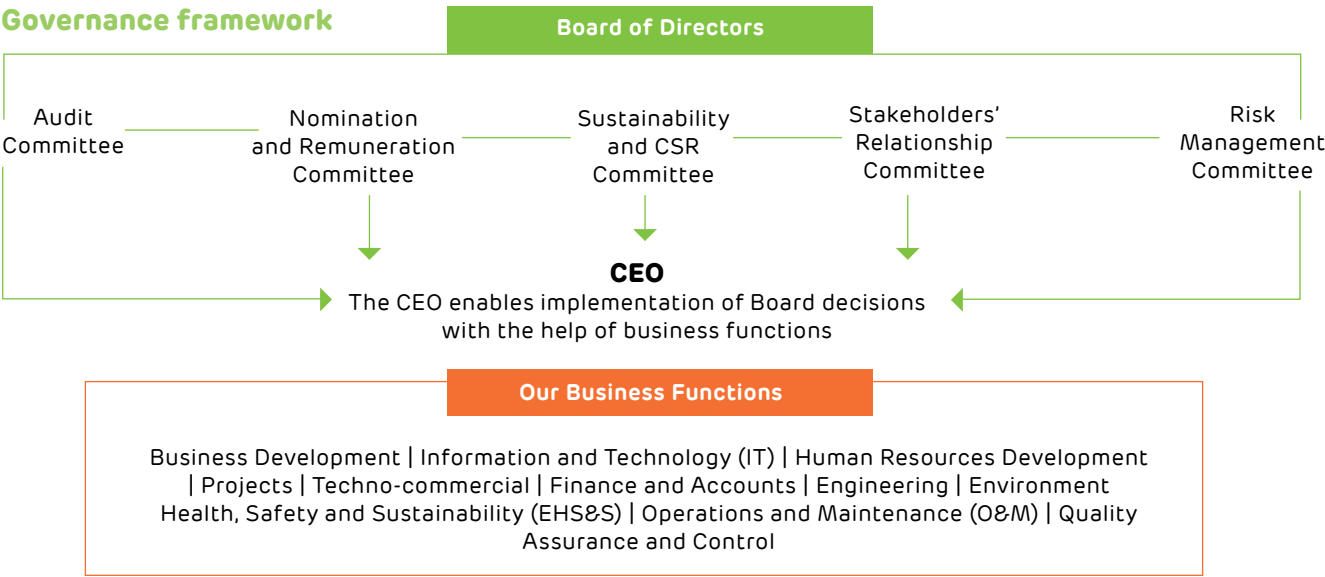 Governance framework
Board of Directors
Audit
Committee
Nomination
and Remuneration
Committee
Sustainability
and CSR
Committee
Stakeholders’
Relationship
Committee
Risk
Management
Committee
CEO
The CEO enables implementation of Board decisions
with the help of business functions
Our Business Functions
Business Development | Information and Technology (IT) | Human Resources Development
| Projects | Techno-commercial | Finance and Accounts | Engineering | Environment
Health, Safety and Sustainability (EHS&S) | Operations and Maintenance (O&M) | Quality
Assurance and Control